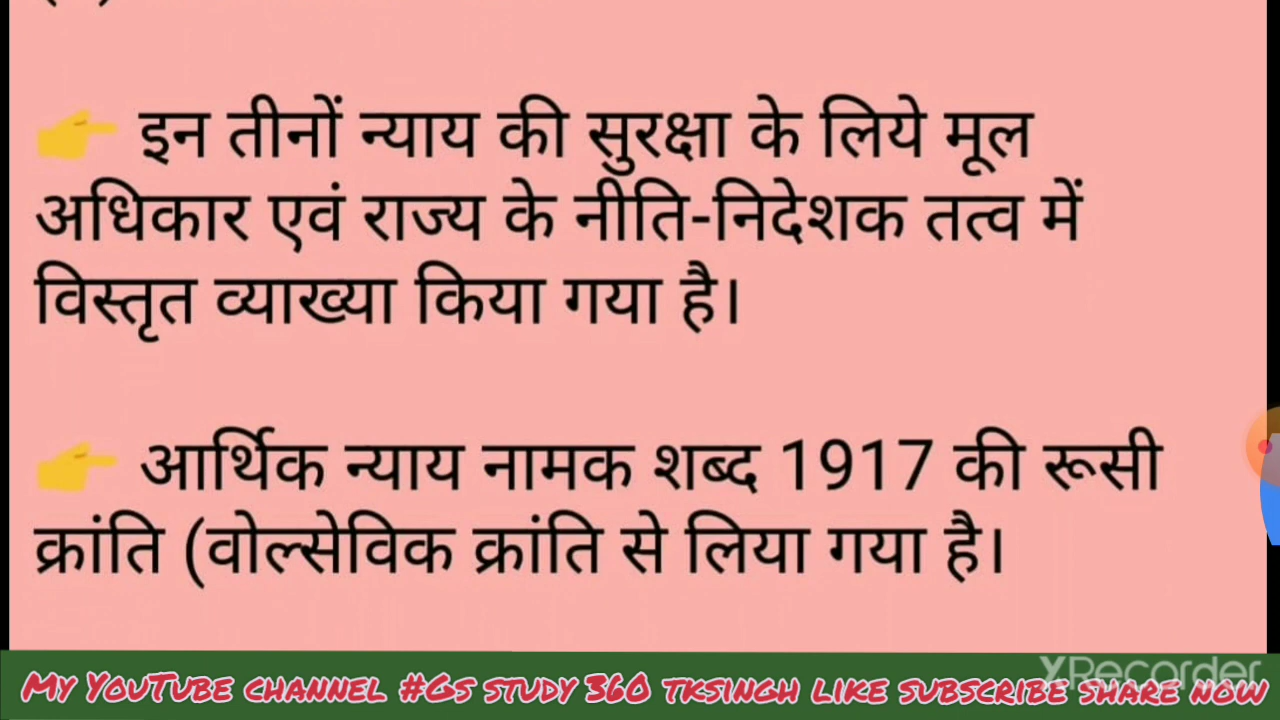 👉 इन तीनों न्याय की सुरक्षा के लिये मूल
अधिकार एवं राज्य के नीति-निदेशक तत्व में
विस्तृत व्याख्या किया गया है।
👉 आर्थिक न्याय नामक शब्द 1917 की रूसी
क्रांति (वोल्सेविक क्रांति से लिया गया है।
XRecorder
My YouTube channel #Gs study 360 tksingh like subscribe share now